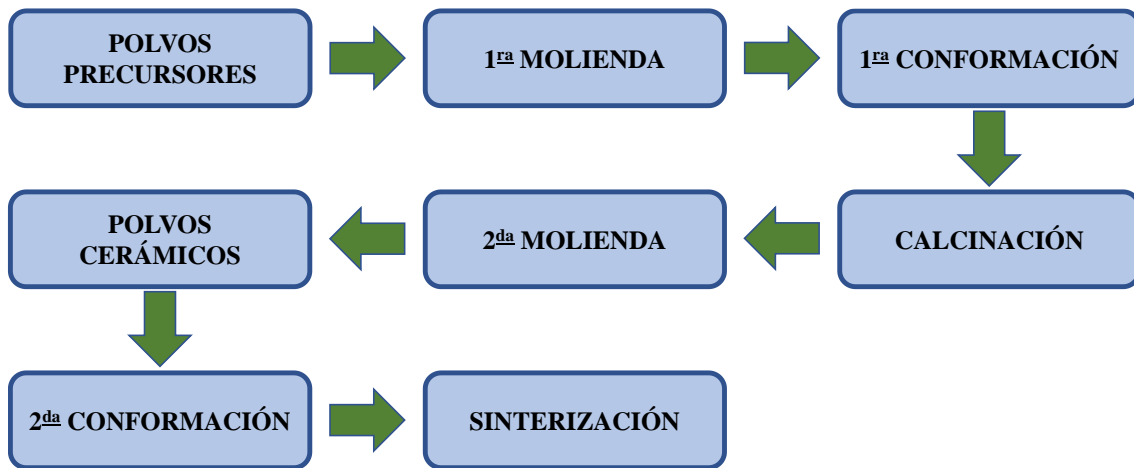 POLVOS
PRECURSORES
1ra MOLIENDA
1ra CONFORMACIÓN
CALCINACIÓN
2da MOLIENDA
POLVOS
CERÁMICOS
2da CONFORMACIÓN
SINTERIZACIÓN